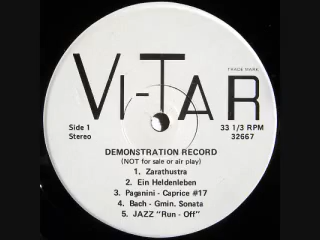 VI-TAR
TRADE MARK
Side 1
Stereo
33 1/3 RPM
32667
DEMONSTRATION RECORD
(NOT for sale or air play)
1. Zarathustra
2. Ein Heldenleben
3. Paganini - Caprice #17
4. Bach - Gmin. Sonata
5. JAZZ "Run - Off"